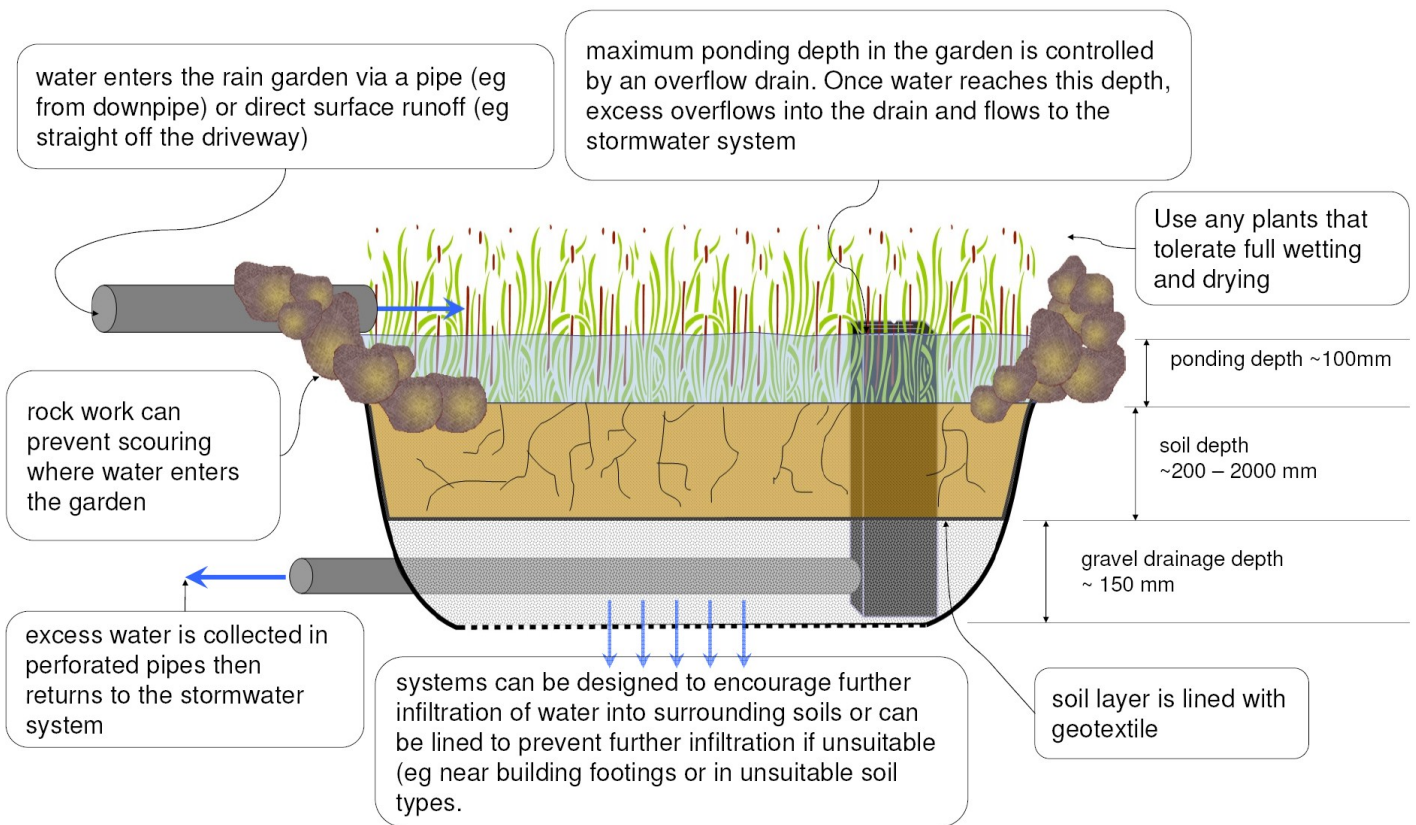 water enters the rain garden via a pipe (eg
from downpipe) or direct surface runoff (eg
straight off the driveway)
maximum ponding depth in the garden is controlled
by an overflow drain. Once water reaches this depth,
excess overflows into the drain and flows to the
stormwater system
Use any plants that
tolerate full wetting
and drying
ponding depth ~100mm
rock work can
prevent scouring
where water enters
the garden
soil depth
~200 – 2000 mm
gravel drainage depth
~ 150 mm
excess water is collected in
perforated pipes then
returns to the stormwater
system
systems can be designed to encourage further
infiltration of water into surrounding soils or can
be lined to prevent further infiltration if unsuitable
(eg near building footings or in unsuitable soil
types.
soil layer is lined with
geotextile